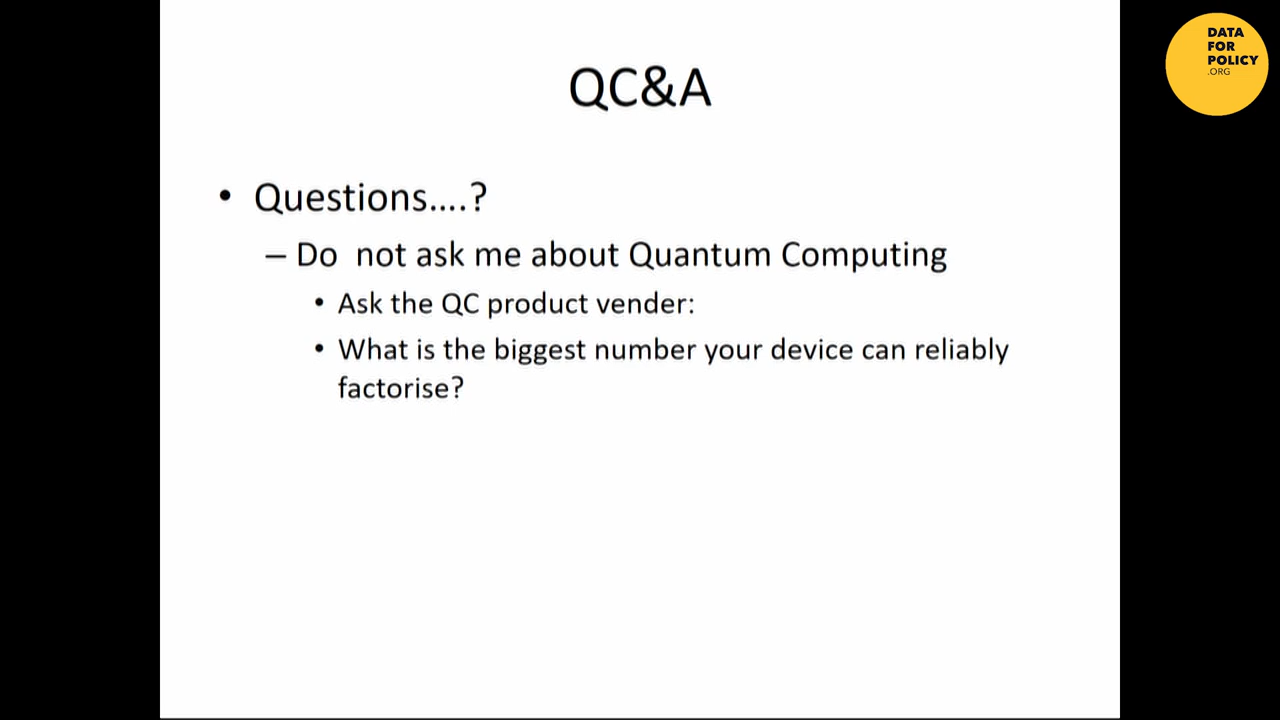 QC&A
• Questions....?
– Do  not ask me about Quantum Computing
• Ask the QC product vender:
• What is the biggest number your device can reliably
factorise?
DATA
FOR
POLICY
.ORG